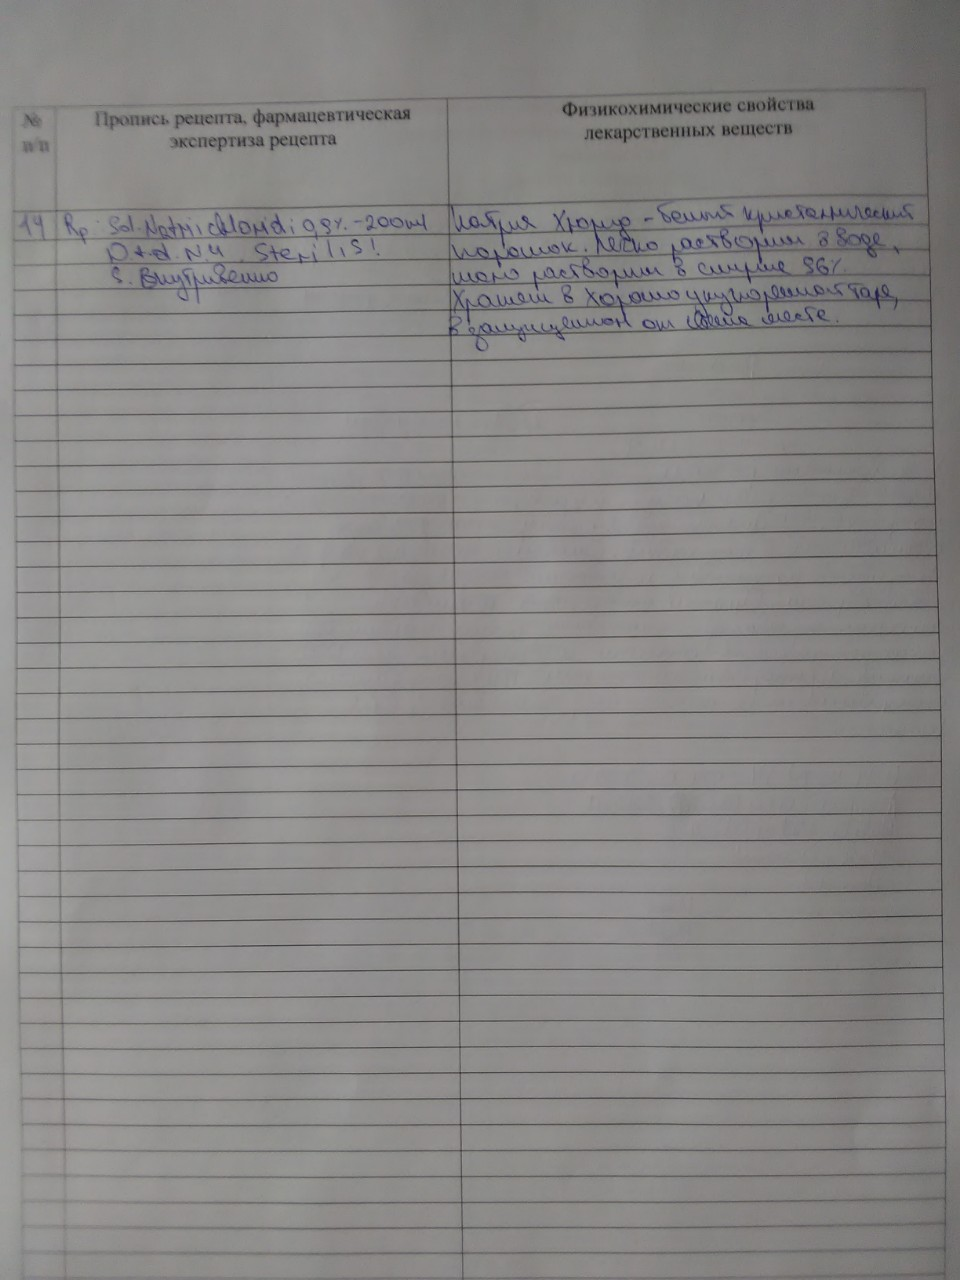 № п/п
Пропись рецепта, фармацевтическая экспертиза рецепта
Физикохимические свойства лекарственных веществ
14
Rp: Sol. Natrii chloridi 0,9% - 200 ml
D.t.d. N4. Sterilis!
S. Внутривенно
Натрия хлорид - белый кристаллический
порошок. Легко растворим в воде,
мало растворим в спирте 96%.
Хранят в хорошо укупоренной таре,
в защищенном от света месте.